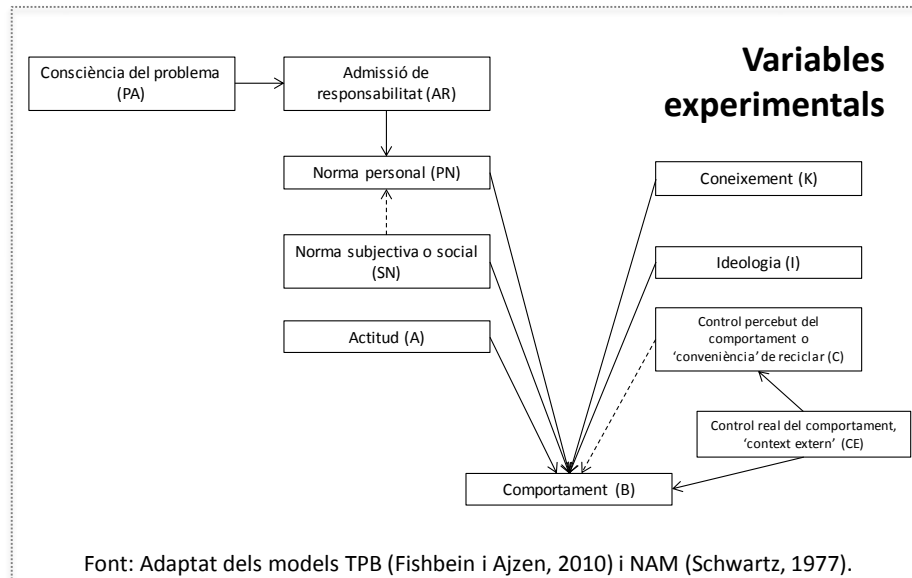 Variables
experimentals
Consciència del problema
(PA)
Admissió de
responsabilitat (AR)
Norma personal (PN)
Coneixement (K)
Norma subjectiva o social
(SN)
Ideologia (I)
Actitud (A)
Control percebut del
comportament o
‘conveniència’ de reciclar (C)
Control real del comportament,
‘context extern’ (CE)
Comportament (B)
Font: Adaptat dels models TPB (Fishbein i Ajzen, 2010) i NAM (Schwartz, 1977).